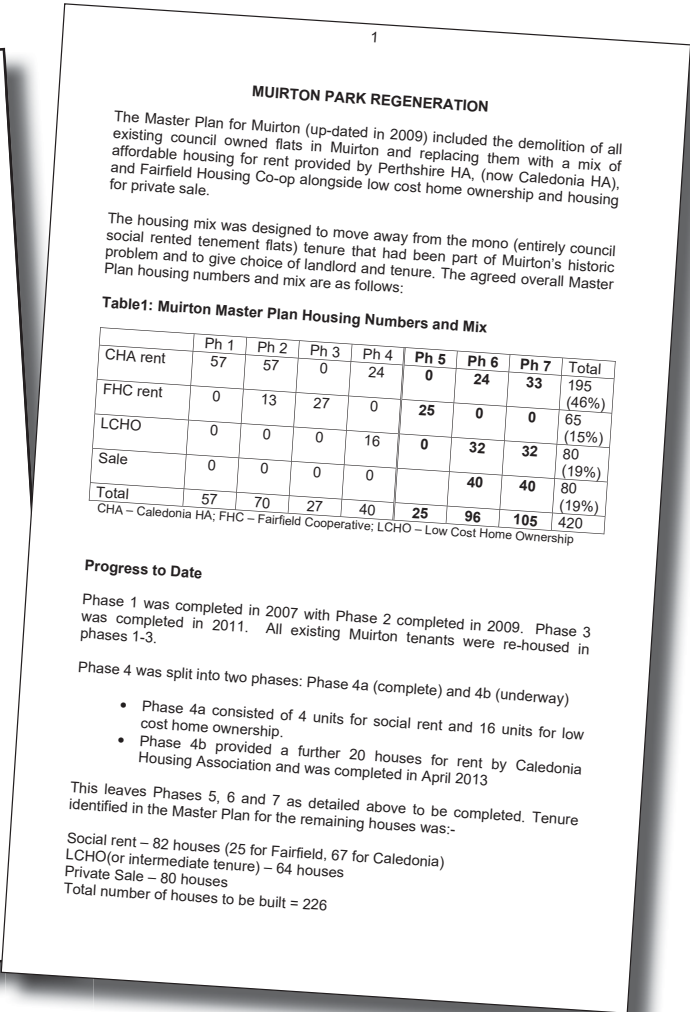 1
MUIRTON PARK REGENERATION
The Master Plan for Muirton (up-dated in 2009) included the demolition of all
existing council owned flats in Muirton and replacing them with a mix of
affordable housing for rent provided by Perthshire HA, (now Caledonia HA),
and Fairfield Housing Co-op alongside low cost home ownership and housing
for private sale.
The housing mix was designed to move away from the mono (entirely council
social rented tenement flats) tenure that had been part of Muirton's historic
problem and to give choice of landlord and tenure. The agreed overall Master
Plan housing numbers and mix are as follows:
Table1: Muirton Master Plan Housing Numbers and Mix
Ph 1 Ph 2 Ph 3 Ph 4 Ph 5 Ph 6 Ph 7 Total
CHA rent 57 57 0 24 0 24 33 195
(46%)
FHC rent 0 13 27 0 25 0 0 65
(15%)
LCHO 0 0 0 16 0 32 32 80
(19%)
Sale 0 0 0 0 40 40 80
(19%)
Total 57 70 27 40 25 96 105 420
CHA – Caledonia HA; FHC – Fairfield Cooperative; LCHO – Low Cost Home Ownership
Progress to Date
Phase 1 was completed in 2007 with Phase 2 completed in 2009. Phase 3
was completed in 2011. All existing Muirton tenants were re-housed in
phases 1-3.
Phase 4 was split into two phases: Phase 4a (complete) and 4b (underway)
• Phase 4a consisted of 4 units for social rent and 16 units for low
cost home ownership.
• Phase 4b provided a further 20 houses for rent by Caledonia
Housing Association and was completed in April 2013
This leaves Phases 5, 6 and 7 as detailed above to be completed. Tenure
identified in the Master Plan for the remaining houses was:-
Social rent – 82 houses (25 for Fairfield, 67 for Caledonia)
LCHO(or intermediate tenure) – 64 houses
Private Sale – 80 houses
Total number of houses to be built = 226